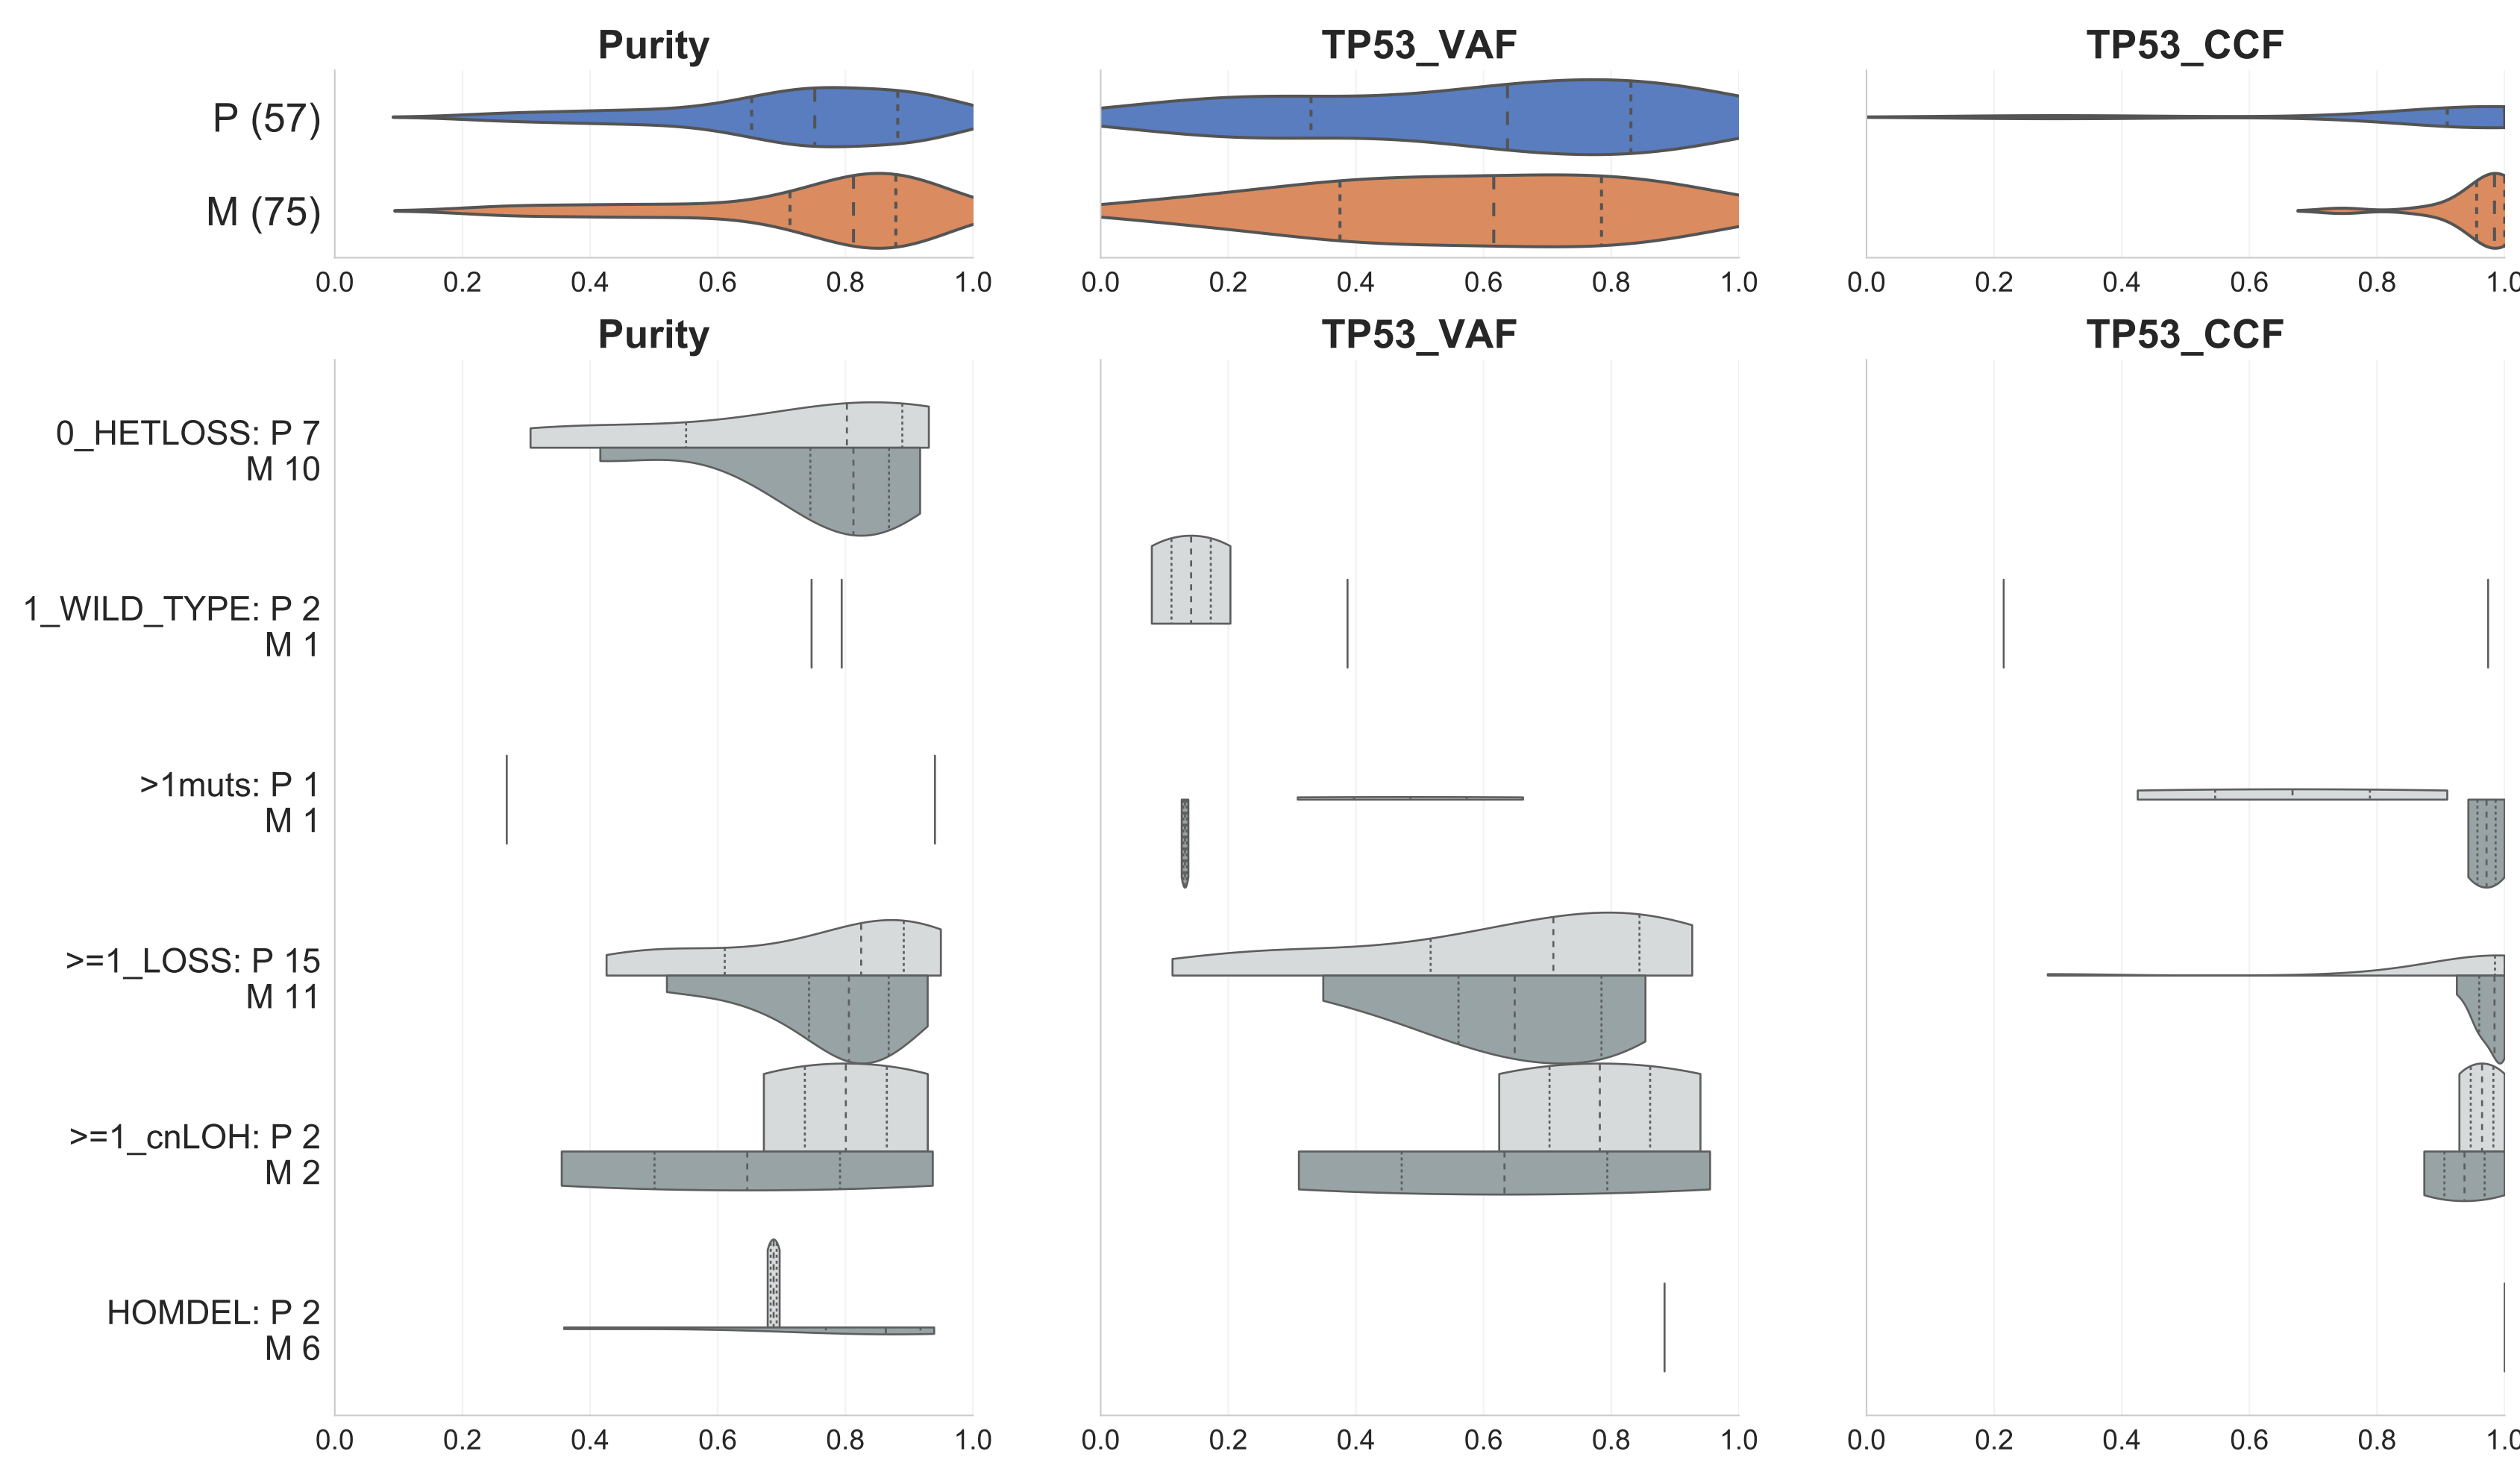 Purity TP53_VAF TP53_CCF
P (57)
M (75)
0.0 0.2 0.4 0.6 0.8 1.0 0.0 0.2 0.4 0.6 0.8 1.0 0.0 0.2 0.4 0.6 0.8 1.0
Purity TP53_VAF TP53_CCF
0_HETLOSS: P 7
M 10
1_WILD_TYPE: P 2
M 1
>1muts: P 1
M 1
>=1_LOSS: P 15
M 11
>=1_cnLOH: P 2
M 2
HOMDEL: P 2
M 6
0.0 0.2 0.4 0.6 0.8 1.0 0.0 0.2 0.4 0.6 0.8 1.0 0.0 0.2 0.4 0.6 0.8 1.0